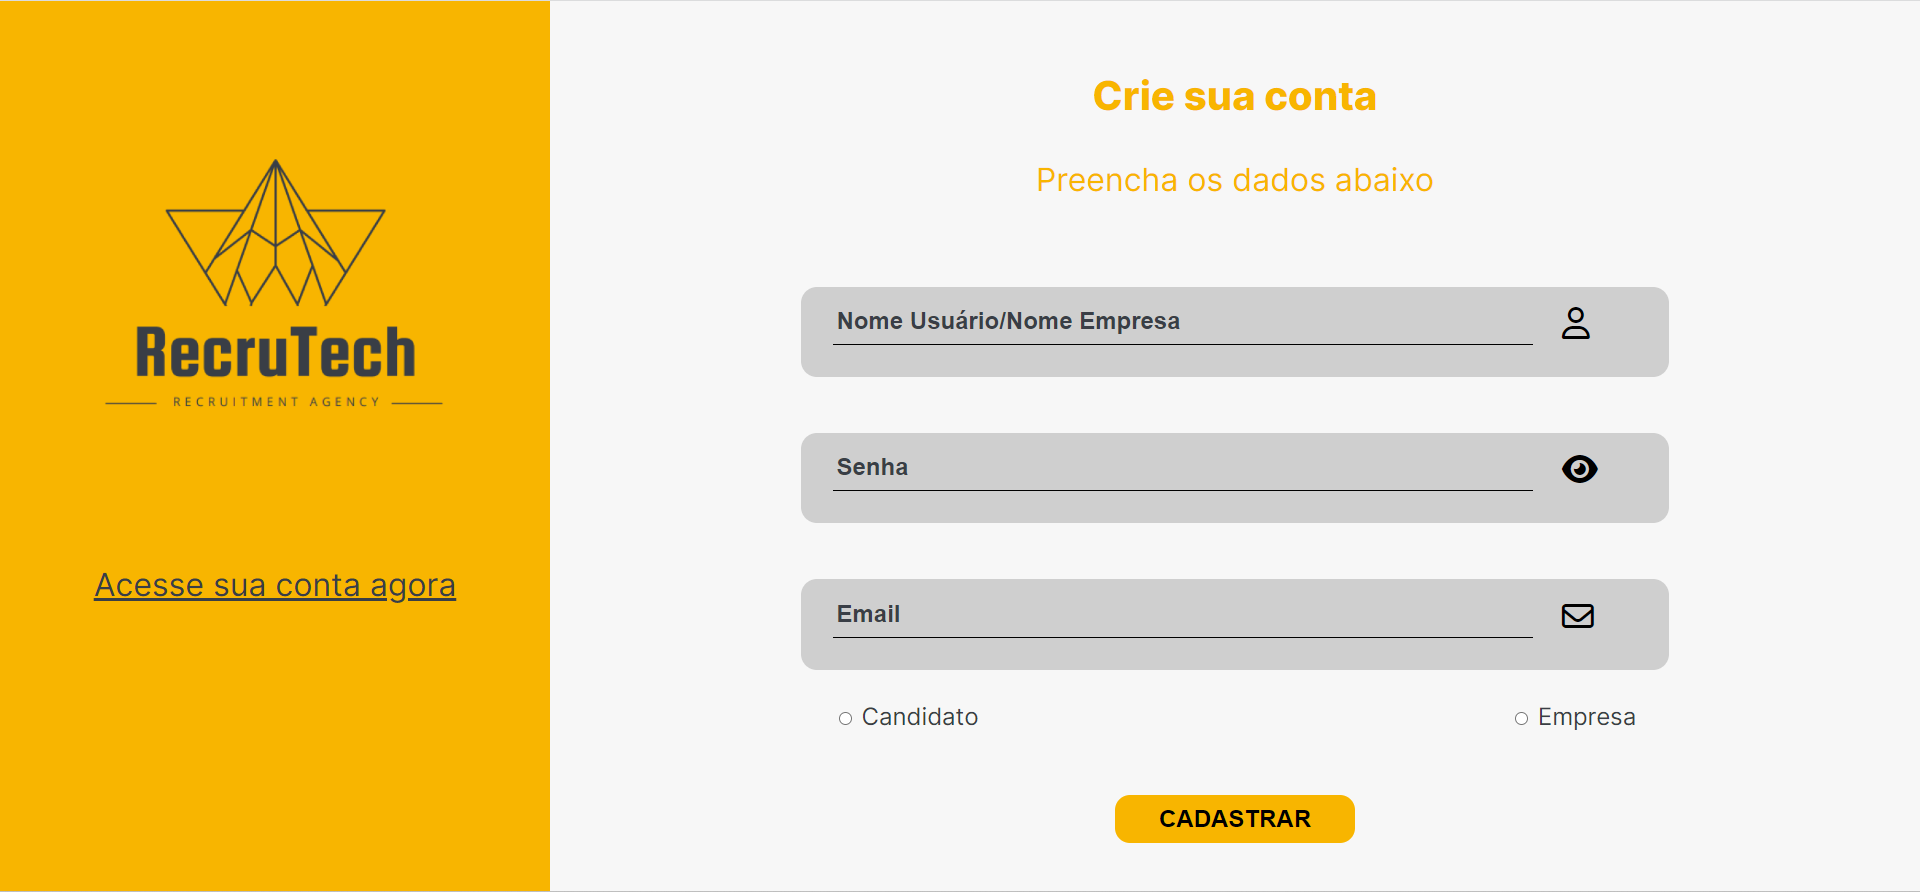 RecruTech
RECRUITMENT AGENCY
Acesse sua conta agora
Crie sua conta
Preencha os dados abaixo
Nome Usuário/Nome Empresa
Senha
Email
Candidato
Empresa
CADASTRAR